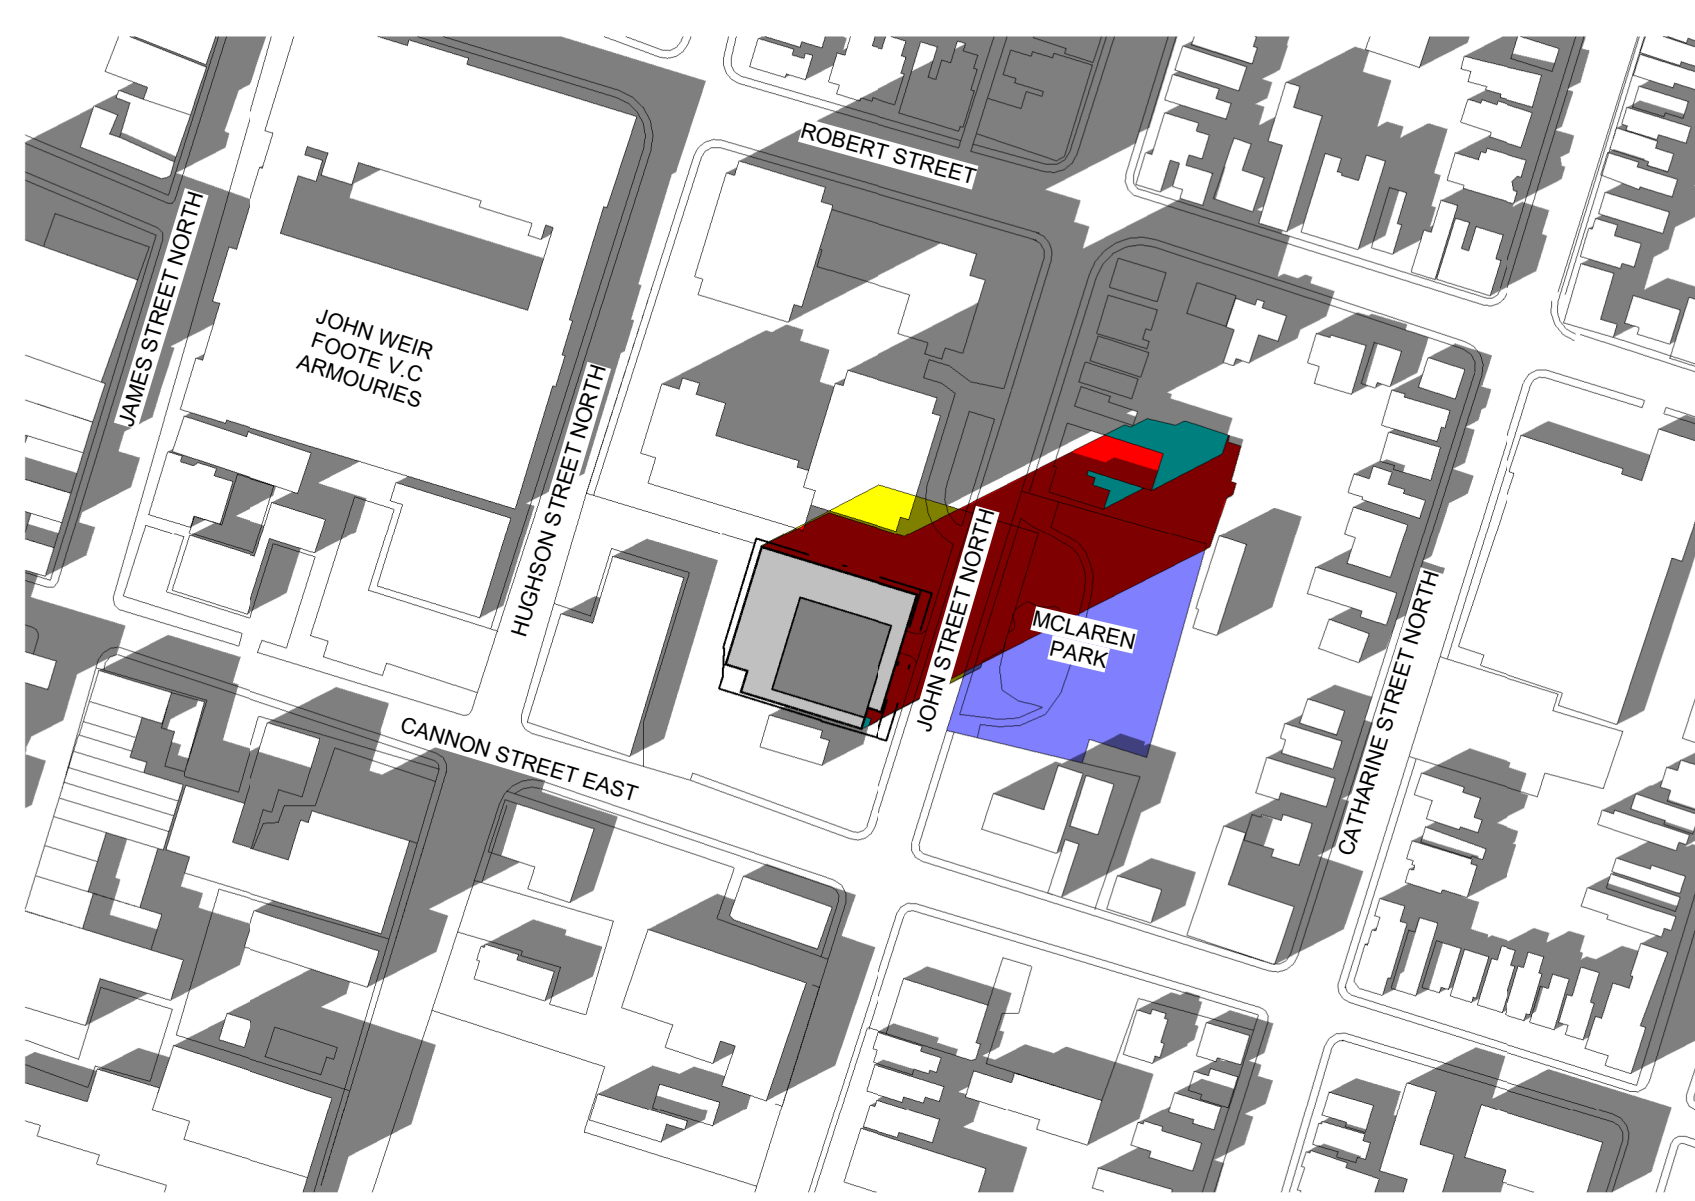 ROBERT STREET
JAMES STREET NORTH
JOHN WEIR
FOOTE V.C
ARMOURIES
HUGHSON STREET NORTH
JOHN STREET NORTH
MCLAREN
PARK
CATHARINE STREET NORTH
CANNON STREET EAST